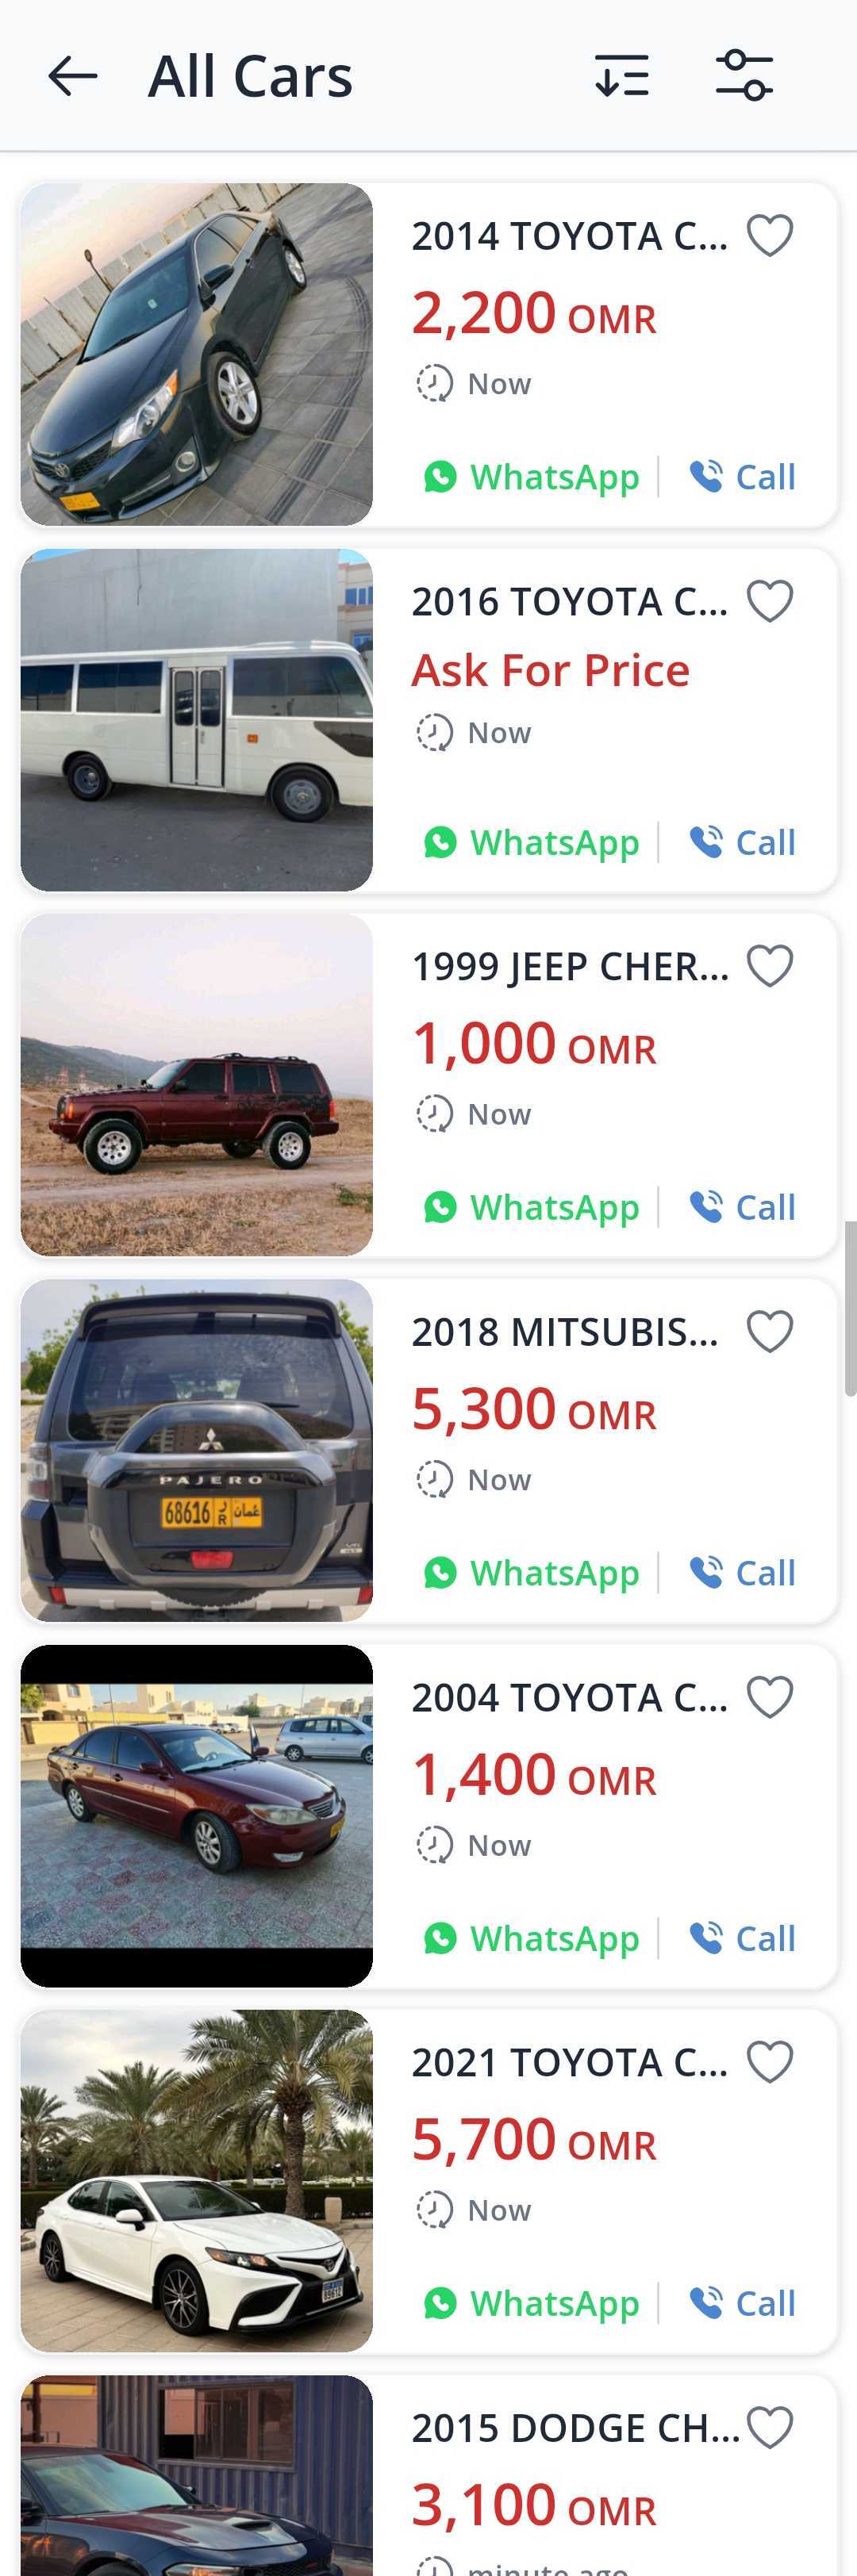 All Cars
2014 TOYOTA C...
2,200 OMR
Now
WhatsApp
Call
2016 TOYOTA C...
Ask For Price
Now
WhatsApp
Call
1999 JEEP CHER...
1,000 OMR
Now
WhatsApp
Call
2018 MITSUBIS...
5,300 OMR
PAJERO
68616 ر R عمان
Now
WhatsApp
Call
2004 TOYOTA C...
1,400 OMR
Now
WhatsApp
Call
2021 TOYOTA C...
5,700 OMR
Now
WhatsApp
Call
2015 DODGE CH...
3,100 OMR
minute ago